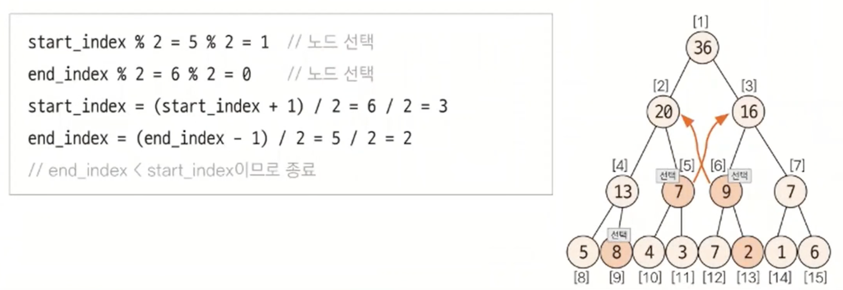 start_index % 2 = 5 % 2 = 1 // 노드 선택
end_index % 2 = 6 % 2 = 0 // 노드 선택
start_index = (start_index + 1) / 2 = 6 / 2 = 3
end_index = (end_index - 1) / 2 = 5 / 2 = 2
// end_index < start_index이므로 종료
[1]
36
[2] [3]
20 16
[4] [5] [6] [7]
선택 선택
13 7 9 7
선택
5 8 4 3 7 2 1 6
[8] [9] [10] [11] [12] [13] [14] [15]